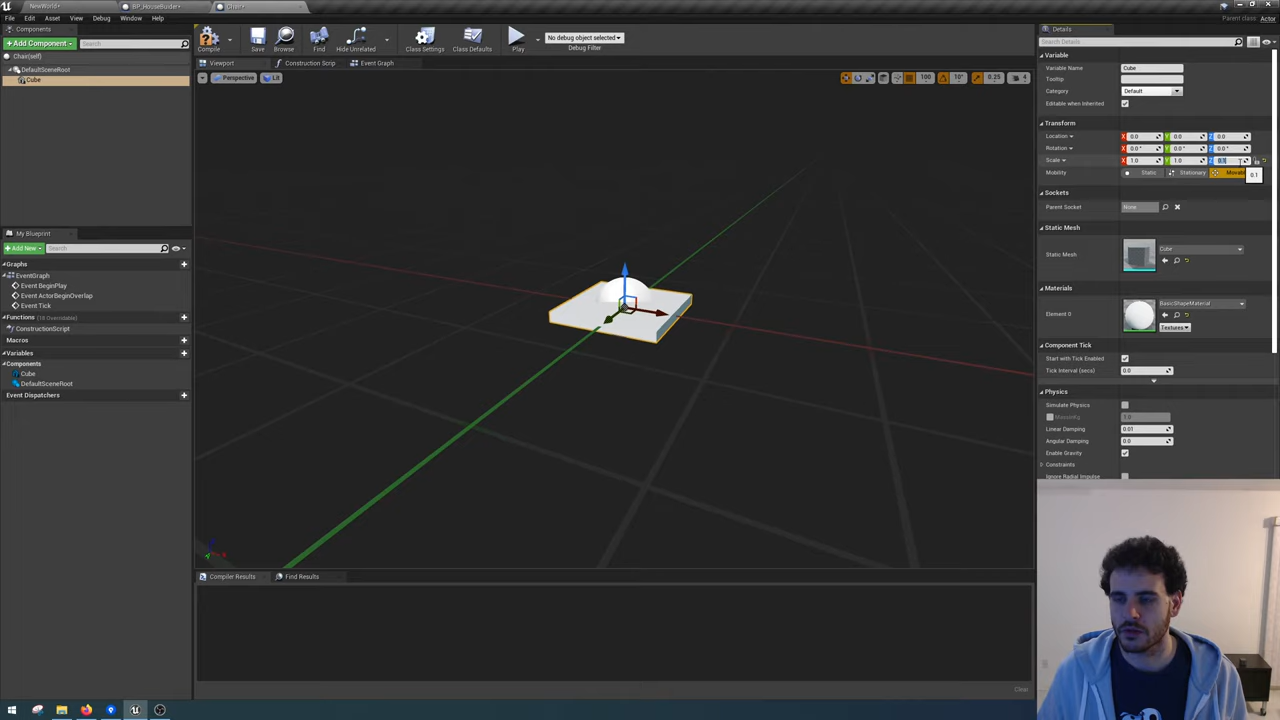 NewWorld•
BP_HouseBuilder•
Chair•
File Edit Asset View Debug Window Help
Parent class: Actor
Components
Details
+Add Component
Search
Compile
Save
Browse
Find
Hide Unrelated
Class Settings
Class Defaults
Play
No debug object selected
Debug Filter
Search Details
Chair(self)
Viewport
Construction Script
Event Graph
DefaultSceneRoot
Cube
Perspective
Lit
100
10°
0.25
4
Variable
Variable Name Cube
Tooltip
Category Default
Editable when Inherited
Transform
Location X 0.0 Y 0.0 Z 0.0
Rotation X 0.0 ° Y 0.0 ° Z 0.0 °
Scale X 1.0 Y 1.0 Z 0.1
Mobility Static Stationary
0.1
Sockets
Parent Socket None
Static Mesh
Static Mesh Cube
Materials
Element 0 BasicShapeMaterial
Textures
Component Tick
Start with Tick Enabled
Tick Interval (secs) 0.0
Physics
Simulate Physics
1.0
Linear Damping 0.01
Angular Damping 0.0
Enable Gravity
Constraints
Ignore Radial Impulse
My Blueprint
+Add New
Search
Graphs
EventGraph
Event BeginPlay
Event ActorBeginOverlap
Event Tick
Functions (18 Overridable)
ConstructionScript
Macros
Variables
Components
Cube
DefaultSceneRoot
Event Dispatchers
Compiler Results
Find Results
Clear